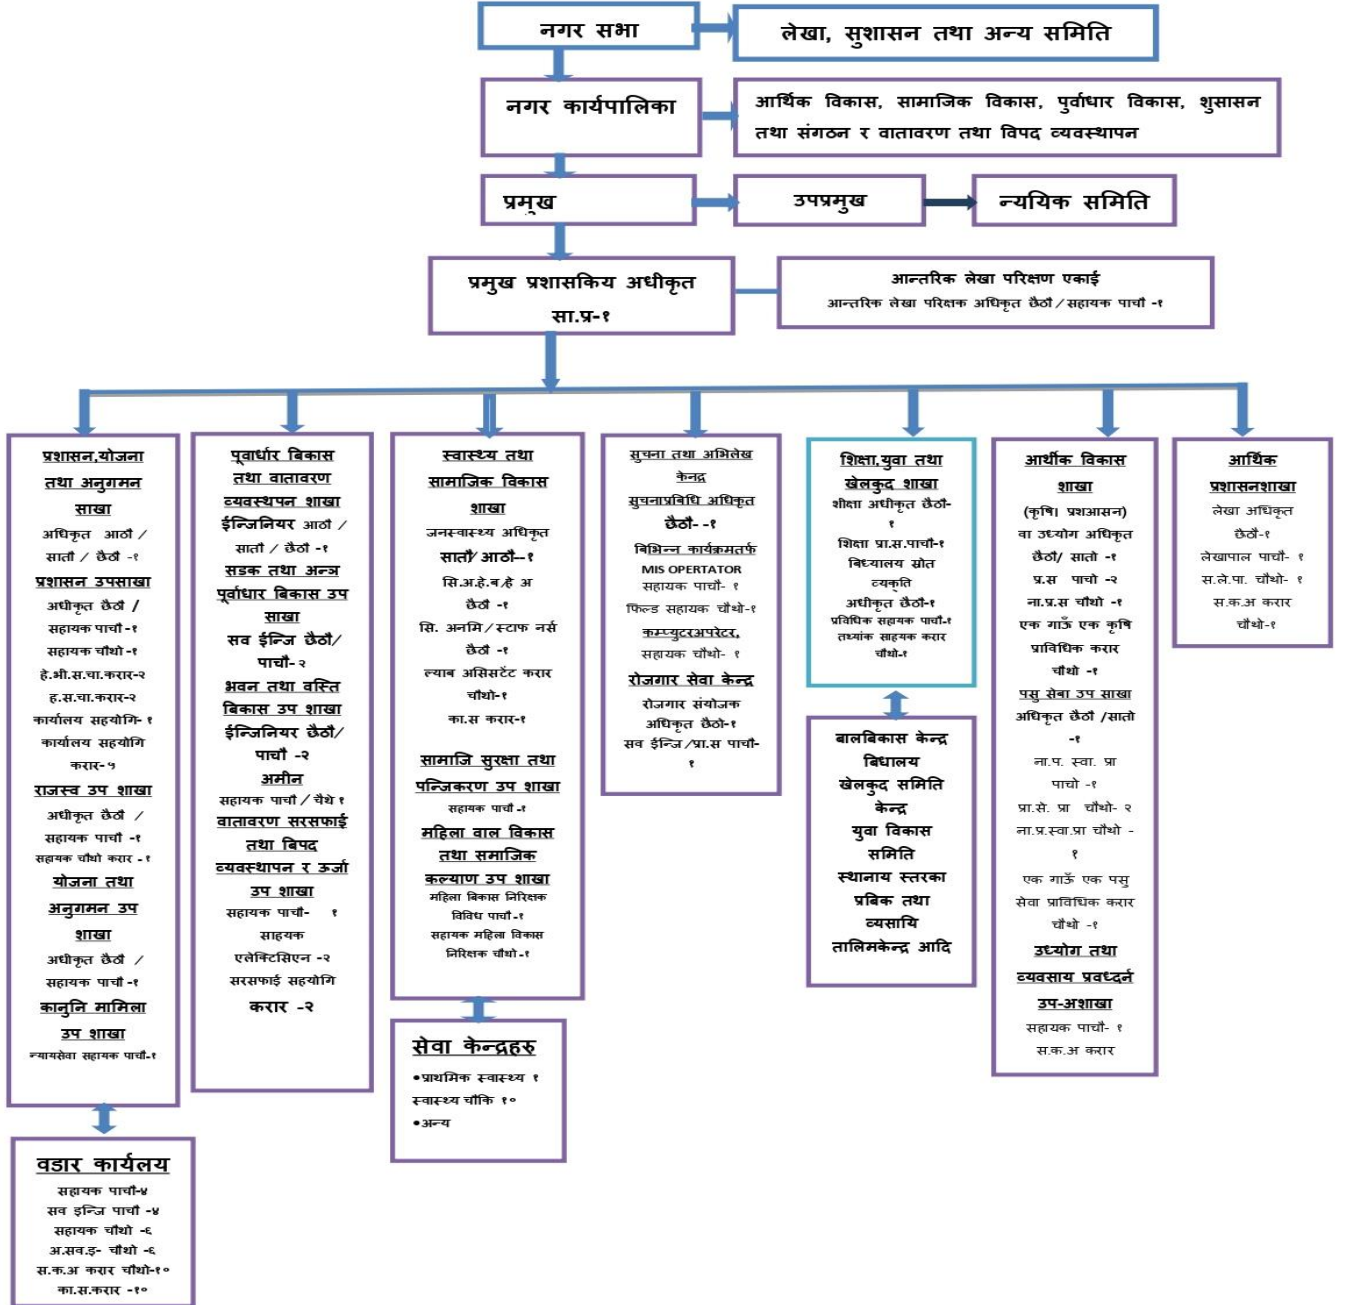 नगर सभा
लेखा, सुशासन तथा अन्य समिति
नगर कार्यपालिका
आर्थिक विकास, सामाजिक विकास, पुर्वाधार विकास, शुसासन
तथा संगठन र वातावरण तथा विपद व्यवस्थापन
प्रमुख
उपप्रमुख
न्ययिक समिति
प्रमुख प्रशासकिय अधीकृत
सा.प्र-१
आन्तरिक लेखा परिक्षण एकाई
आन्तरिक लेखा परिक्षक अधिकृत छैठौ / सहायक पाचौ -१
प्रशासन,योजना
तथा अनुगमन
साखा
अधिकृत आठौ /
सातौ / छैठौ -१
प्रशासन उपसाखा
अधीकृत छैठौ /
सहायक पाचौ -१
सहायक चौथो -१
हे.भी.स.चा.करार-२
ह.स.चा.करार-२
कार्यालय सहयोगि- १
कार्यालय सहयोगि
करार-५
राजस्व उप शाखा
अधीकृत छैठौ /
सहायक पाचौ -१
सहायक चौथो करार -१
योजना तथा
अनुगमन उप
शाखा
अधीकृत छैठौ /
सहायक पाचौ -१
कानुनि मामिला
उप शाखा
न्यायसेवा सहायक पाचौ-१
वडार कार्यलय
सहायक पाचौ-४
सव इन्जि पाचौ -४
सहायक चौथो -६
अ.सव.इ- चौथो -६
स.क.अ करार चौथो-१०
का.स.करार -१०
पूवार्धार बिकास
तथा वातावरण
व्यवस्थपन शाखा
ईन्जिनियर आठौ /
सातौ / छैठौ -१
सडक तथा अन्ञ
पूर्वाधार बिकास उप
साखा
सव ईन्जि छैठौ/
पाचौ- २
भवन तथा वस्ति
बिकास उप शाखा
ईन्जिनियर छैठौ/
पाचौ -२
अमीन
सहायक पाचौ / चैथे १
वातावरण सरसफाई
तथा बिपद
व्यवस्थापन र ऊर्जा
उप शाखा
सहायक पाचौ- १
साहयक
एलेक्टिसिएन -२
सरसफाई सहयोगि
करार -२
स्वास्थ्य तथा
सामाजिक विकास
शाखा
जनस्वास्थ्य अधिकृत
सातौ/ आठौ--१
सि.अ.हे.ब/हे अ
छैठौ -१
सि. अनमि / स्टाफ नर्स
छैठौ -१
ल्याब असिसटेंट करार
चौथो-१
का.स करार-१
सामाजि सुरक्षा तथा
पन्जिकरण उप शाखा
सहायक पाचौ -१
महिला वाल विकास
तथा समाजिक
कल्याण उप शाखा
महिला बिकास निरिक्षक
विविध पाचौ -१
सहायक महिला विकास
निरिक्षक चौथो -१
सेवा केन्द्रहरु
•प्राथमिक स्वास्थ्य १
स्वास्थ्य चौकि १०
•अन्य
सुचना तथा अभिलेख
केनद्र
सुचनाप्रबिधि अधिकृत
छैठौ- -१
बिभिन्न कार्यक्रमतर्फ
MIS OPERTATOR
सहायक पाचौ- १
फिल्ड सहायक चौथो-१
कम्प्युटरअपरेटर,
सहायक चौथो- १
रोजगार सेवा केन्द्र
रोजगार संयोजक
अधिकृत छैठो-१
सव ईन्जि /प्रा.स पाचौ-
१
शिक्षा,युवा तथा
खेलकुद शाखा
शीक्षा अधीकृत छैठौ-
१
शिक्षा प्रा.स.पाचौ-१
बिध्यालय स्रोत
व्यकृति
अधीकृत छैठौ-१
प्रविधिक सहायक पाचौ-१
तथ्यांक साहयक करार
चौथो-१
बालबिकास केन्द्र
बिधालय
खेलकुद समिति
केन्द्र
युवा विकास
समिति
स्थानाय स्तरका
प्रबिक तथा
व्यसायि
तालिमकेन्द्र आदि
आर्थीक विकास
शाखा
(कृषि। प्रशआसन)
वा उध्योग अधिकृत
छैठौ/ सातो -१
प्र.स पाचो -२
ना.प्र.स चौथो -१
एक गाऊँ एक कृषि
प्राविधिक करार
चौथो -१
पसु सेबा उप साखा
अधिकृत छैठौ /सातो
-१
ना.प. स्वा. प्रा
पाचो -१
प्रा.से. प्रा चौथो- २
ना.प्र.स्वा.प्रा चौथो -
१
एक गाऊँ एक पसु
सेवा प्राविधिक करार
चौथो -१
उध्योग तथा
व्यवसाय प्रवध्दर्न
उप-अशाखा
सहायक पाचौ- १
स.क.अ करार
आर्थिक
प्रशासनशाखा
लेखा अधिकृत
छैठौ-१
लेखापाल पाचौ- १
स.ले.पा. चौथो- १
स.क.अ करार
चौथो-१